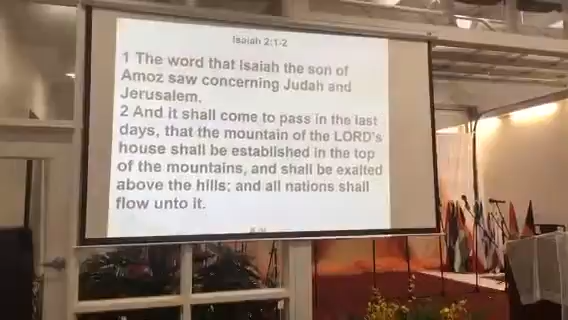 Isaiah 2:1-2
1 The word that Isaiah the son of
Amoz saw concerning Judah and
Jerusalem.
2 And it shall come to pass in the last
days, that the mountain of the LORD's
house shall be established in the top
of the mountains, and shall be exalted
above the hills; and all nations shall
flow unto it.